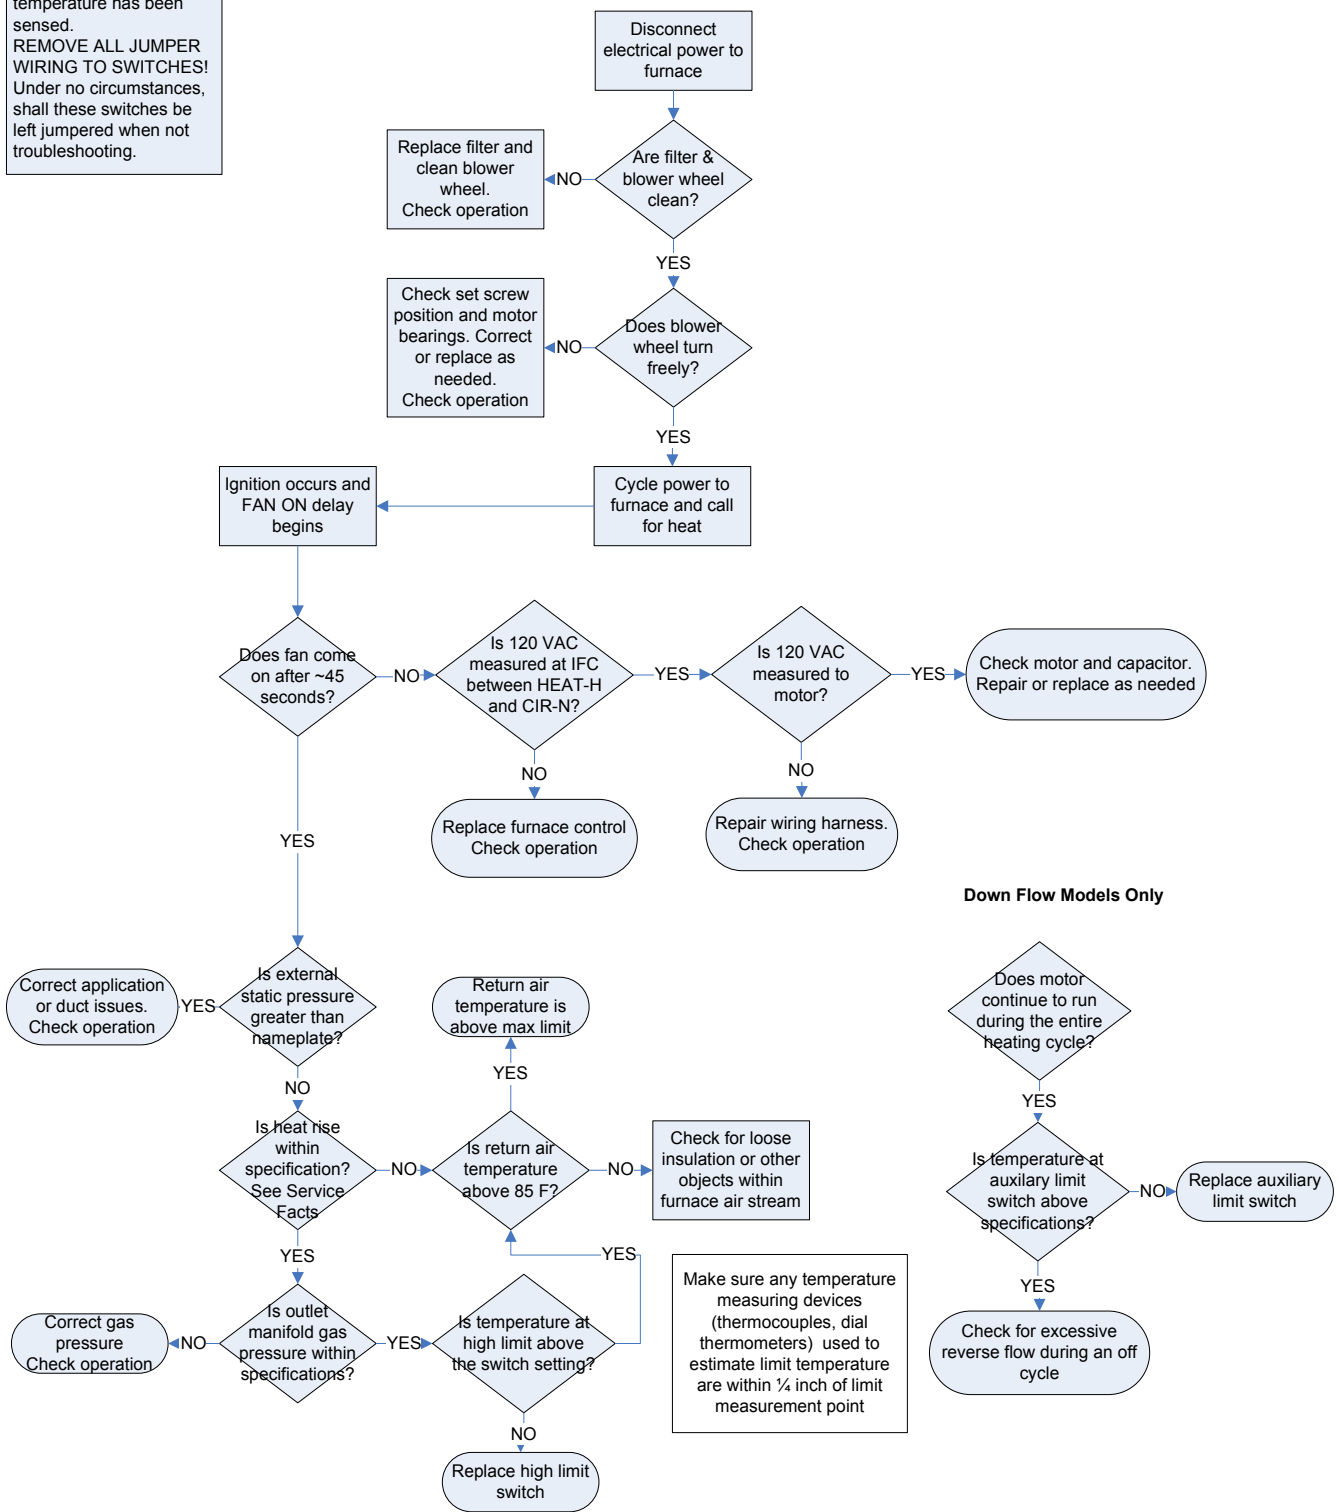 temperature has been
sensed.
REMOVE ALL JUMPER
WIRING TO SWITCHES!
Under no circumstances,
shall these switches be
left jumpered when not
troubleshooting.
Disconnect
electrical power to
furnace
Replace filter and
clean blower
wheel.
Check operation
NO
Are filter &
blower wheel
clean?
YES
Check set screw
position and motor
bearings. Correct
or replace as
needed.
Check operation
NO
Does blower
wheel turn
freely?
YES
Ignition occurs and
FAN ON delay
begins
Cycle power to
furnace and call
for heat
Does fan come
on after ~45
seconds?
NO
Is 120 VAC
measured at IFC
between HEAT-H
and CIR-N?
YES
Is 120 VAC
measured to
motor?
YES
Check motor and capacitor.
Repair or replace as needed
NO
Replace furnace control
Check operation
NO
Repair wiring harness.
Check operation
YES
Down Flow Models Only
Correct application
or duct issues.
Check operation
YES
Is external
static pressure
greater than
nameplate?
Return air
temperature is
above max limit
Does motor
continue to run
during the entire
heating cycle?
NO
YES
YES
Is heat rise
within
specification?
See Service
Facts
NO
Is return air
temperature
above 85 F?
NO
Check for loose
insulation or other
objects within
furnace air stream
Is temperature at
auxilary limit
switch above
specifications?
NO
Replace auxiliary
limit switch
YES
YES
YES
Correct gas
pressure
Check operation
NO
Is outlet
manifold gas
pressure within
specifications?
YES
Is temperature at
high limit above
the switch setting?
Make sure any temperature
measuring devices
(thermocouples, dial
thermometers) used to
estimate limit temperature
are within ¼ inch of limit
measurement point
Check for excessive
reverse flow during an off
cycle
NO
Replace high limit
switch